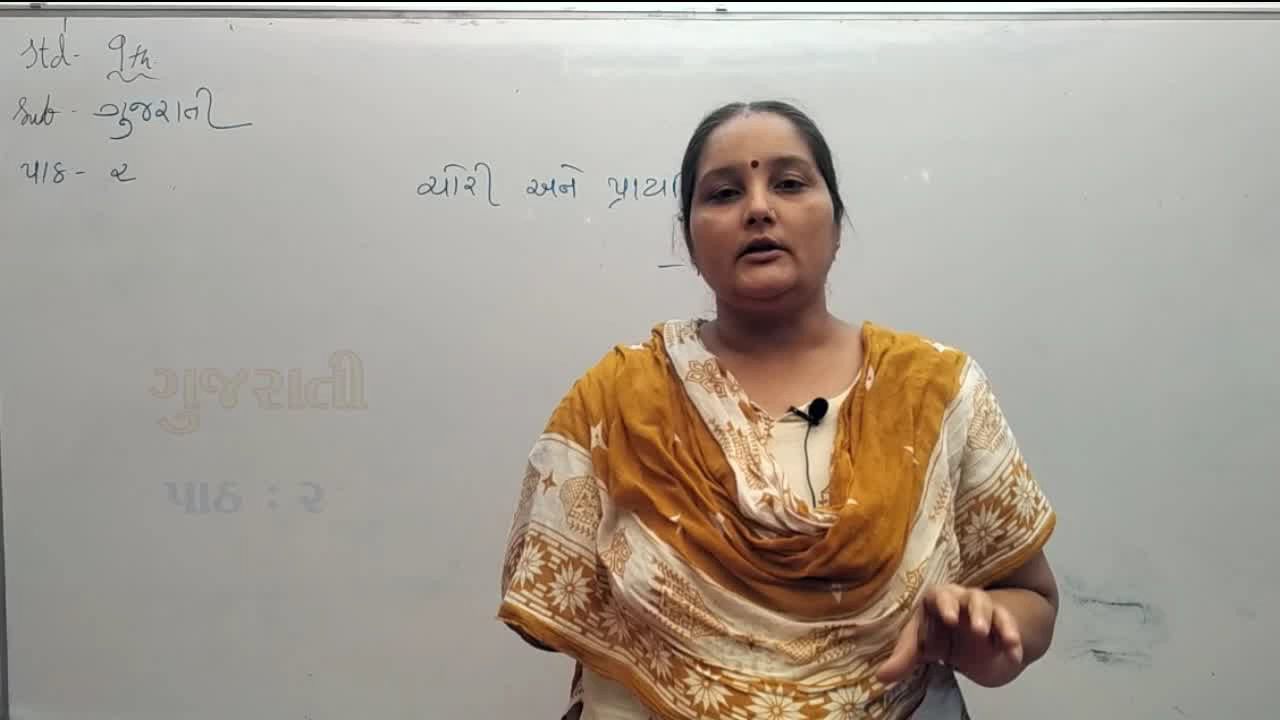 Std- 9th
Sub - ગુજરાતી
પાઠ - ૨
ચોરી અને
ગુજરાતી
પાઠ : ૨